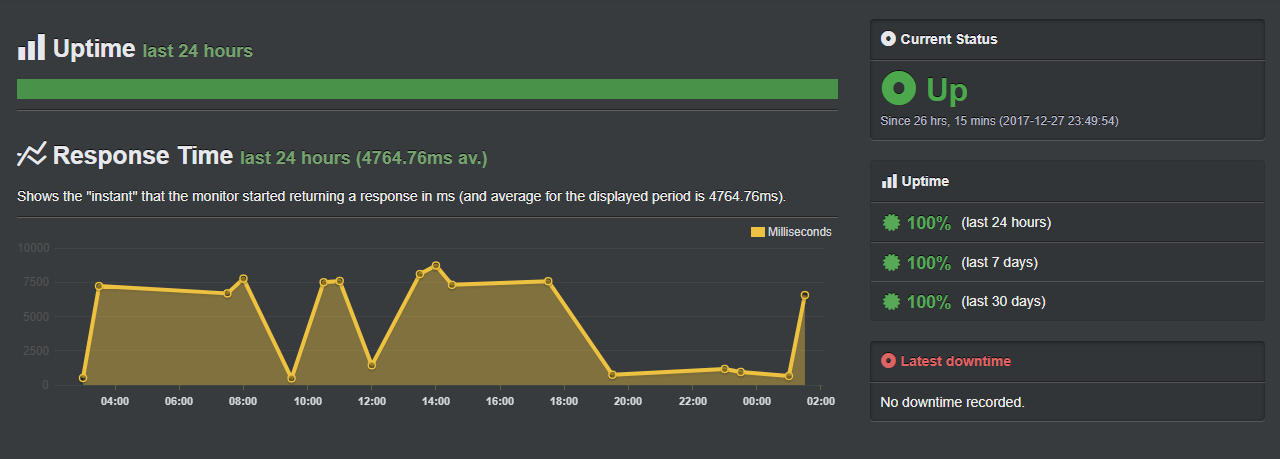 Uptime last 24 hours
Response Time last 24 hours (4764.76ms av.)
Shows the "instant" that the monitor started returning a response in ms (and average for the displayed period is 4764.76ms).
Milliseconds
10000
7500
5000
2500
0
04:00 06:00 08:00 10:00 12:00 14:00 16:00 18:00 20:00 22:00 00:00 02:00
Current Status
Up
Since 26 hrs, 15 mins (2017-12-27 23:49:54)
Uptime
100% (last 24 hours)
100% (last 7 days)
100% (last 30 days)
Latest downtime
No downtime recorded.